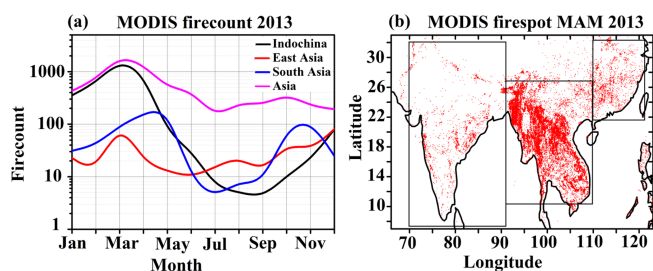 (a) MODIS firecount 2013
Indochina
East Asia
South Asia
Asia
1000
100
10
1
Firecount
Jan Mar May Jul Sep Nov
Month
(b) MODIS firespot MAM 2013
30
26
22
18
14
10
Latitude
70 80 90 100 110 120
Longitude